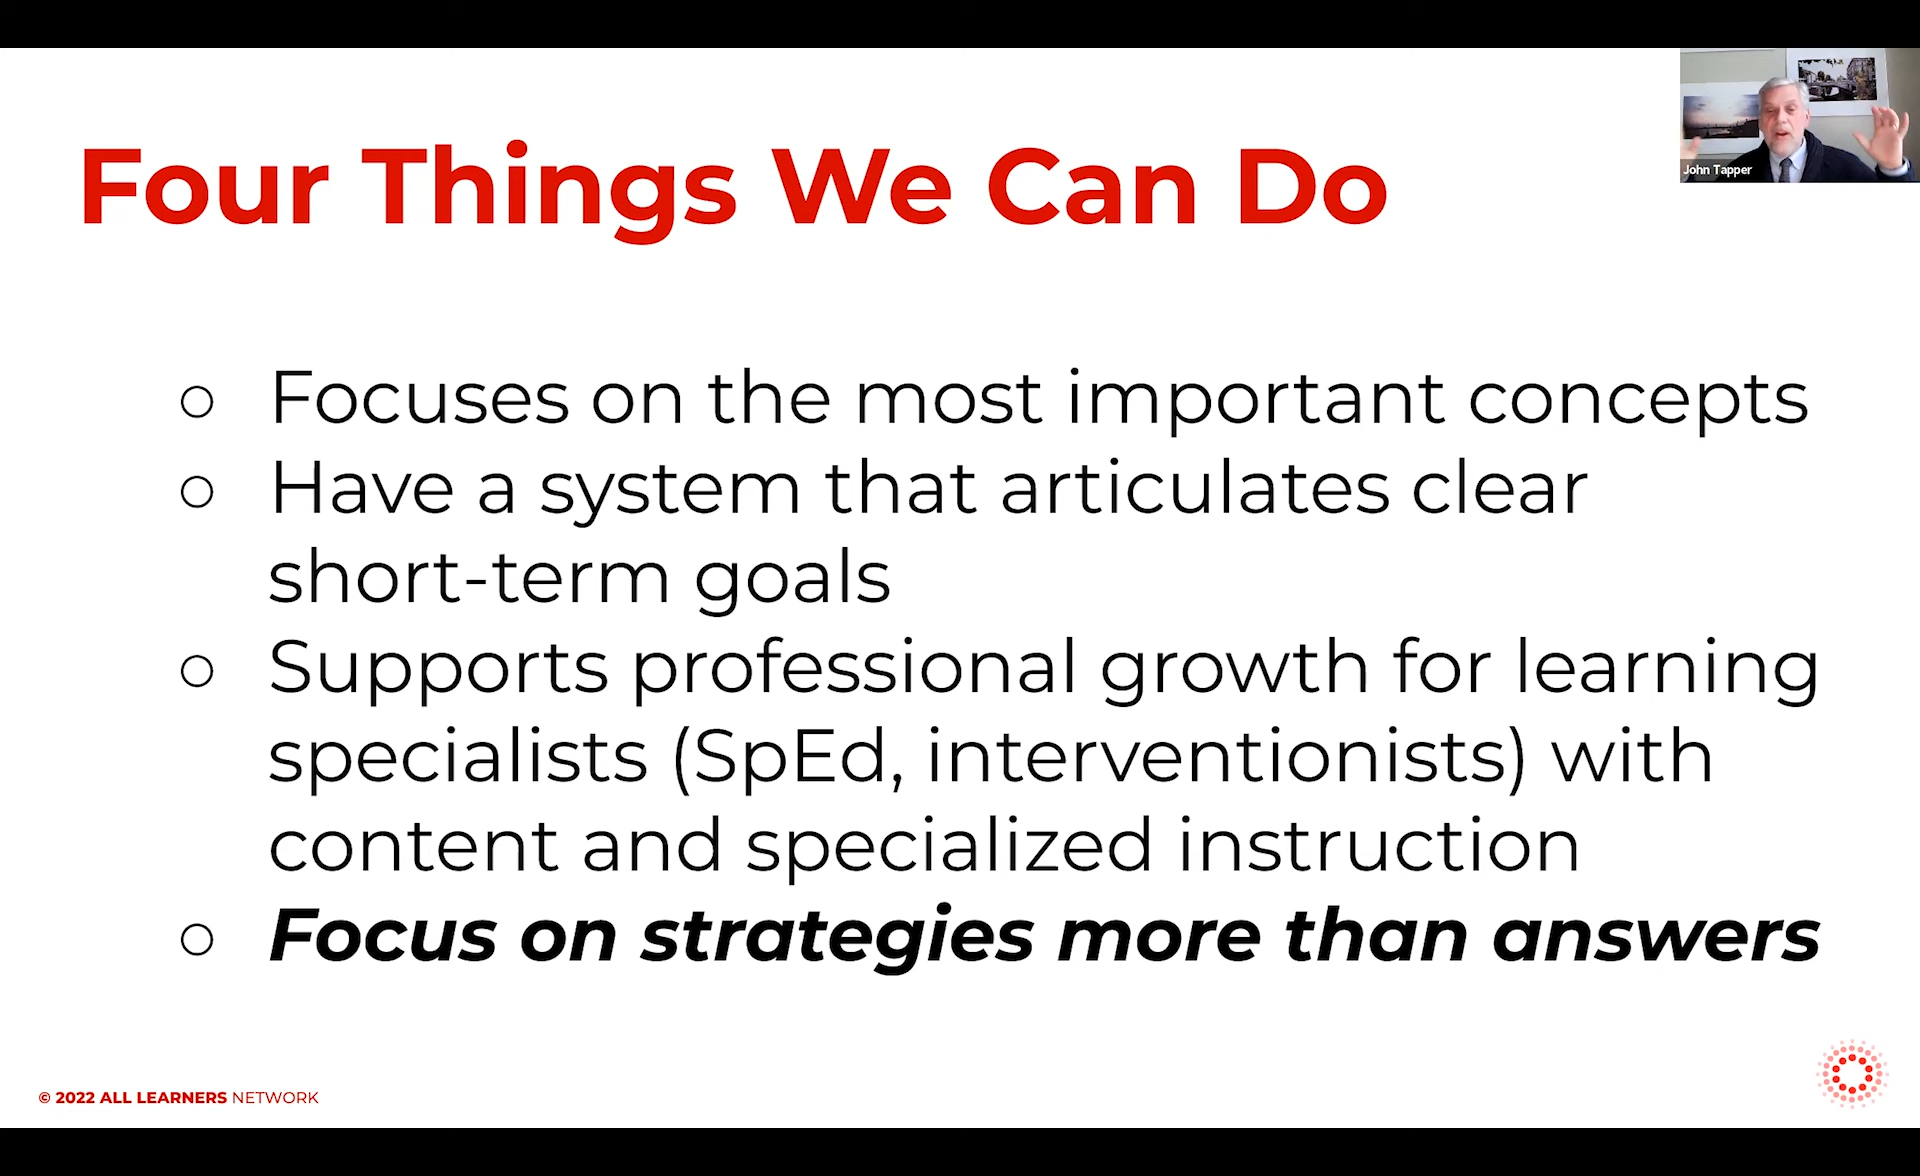 Four Things We Can Do
John Tapper
○ Focuses on the most important concepts
○ Have a system that articulates clear
short-term goals
○ Supports professional growth for learning
specialists (SpEd, interventionists) with
content and specialized instruction
○ Focus on strategies more than answers
© 2022 ALL LEARNERS NETWORK